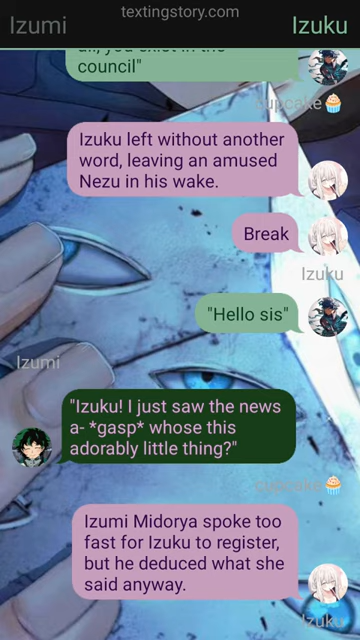 textingstory.com
Izumi
Izuku
council"
cupcake🧁
Izuku left without another
word, leaving an amused
Nezu in his wake.
Break
Izuku
"Hello sis"
Izumi
"Izuku! I just saw the news
a- *gasp* whose this
adorably little thing?"
cupcake🧁
Izumi Midorya spoke too
fast for Izuku to register,
but he deduced what she
said anyway.
Izuku